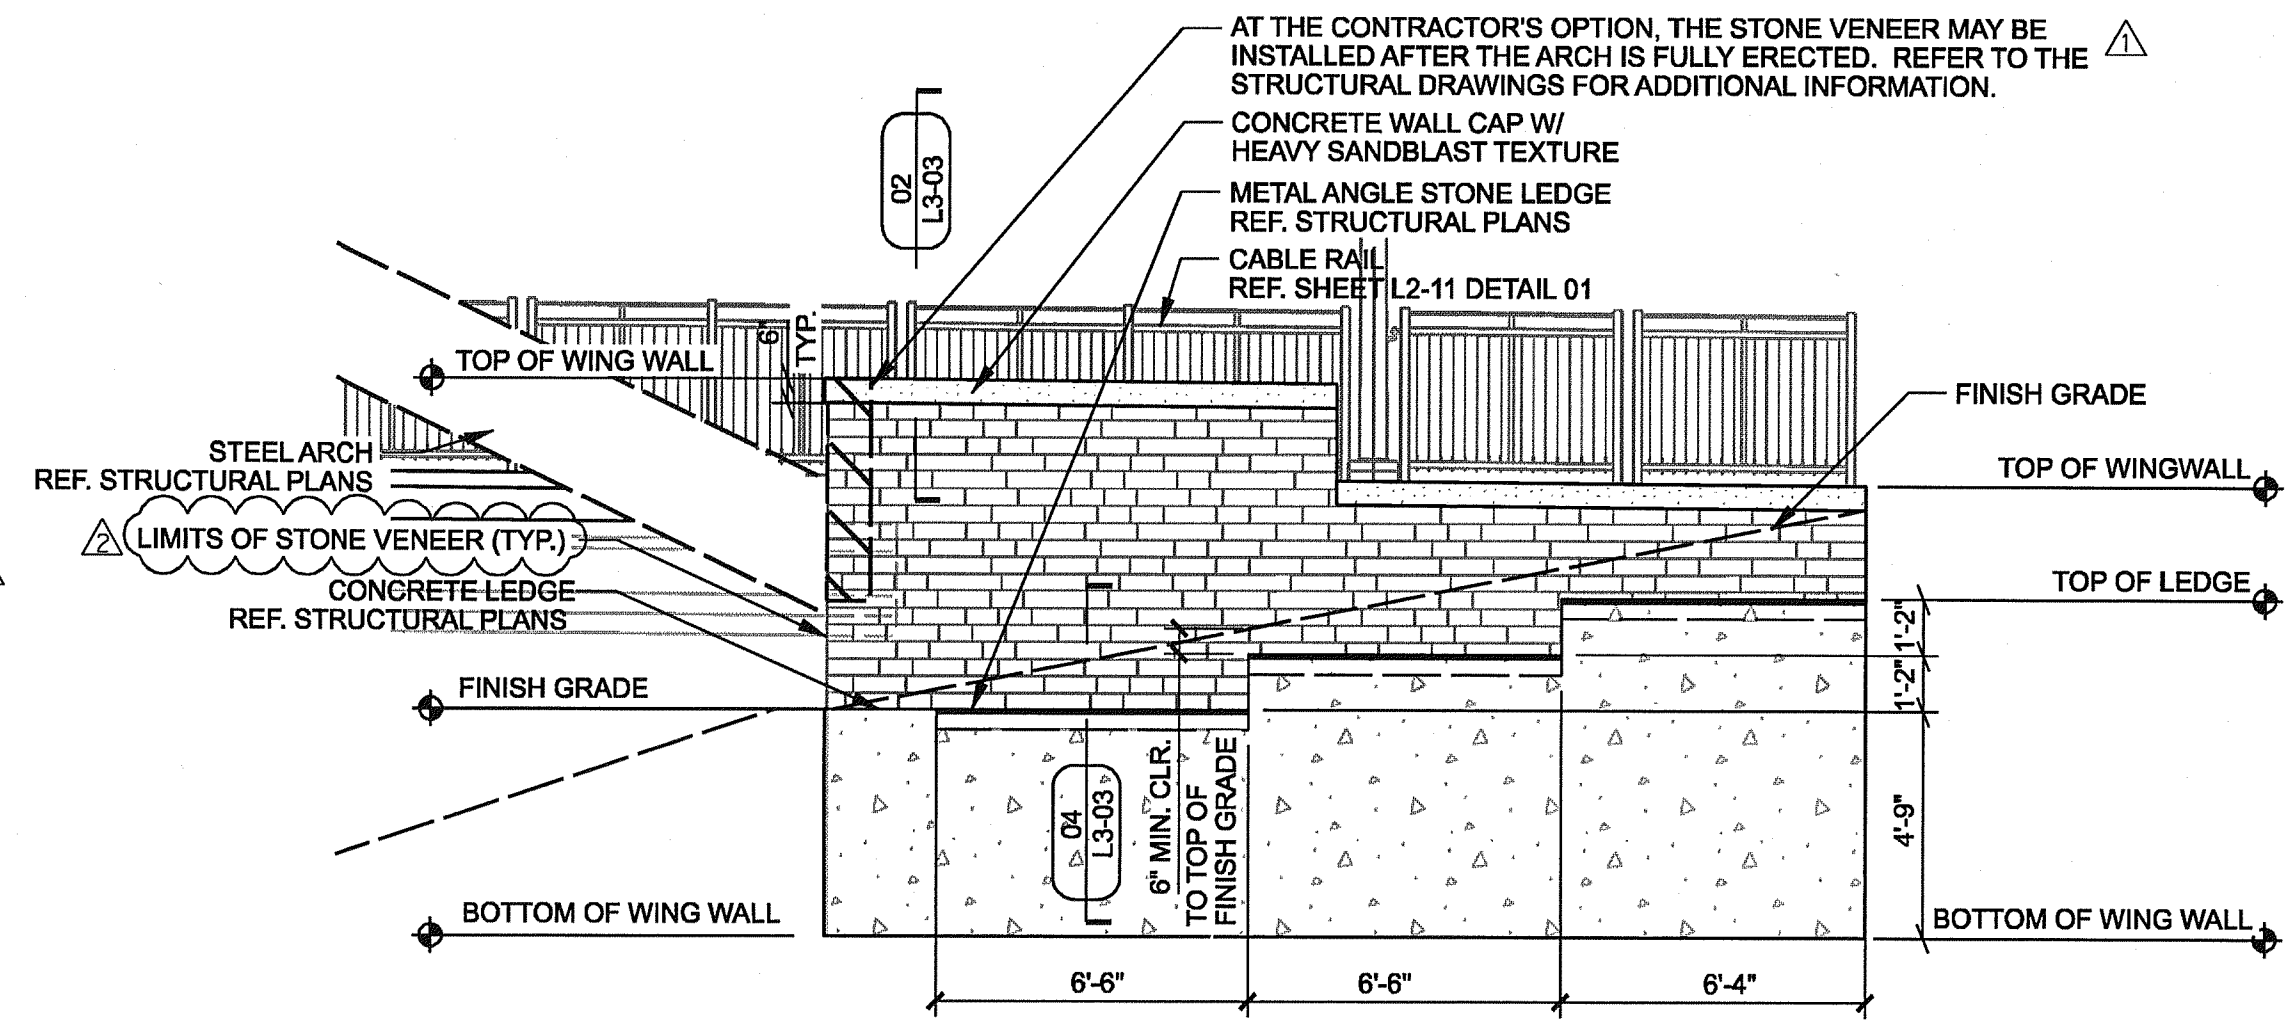 AT THE CONTRACTOR'S OPTION, THE STONE VENEER MAY BE
INSTALLED AFTER THE ARCH IS FULLY ERECTED. REFER TO THE
STRUCTURAL DRAWINGS FOR ADDITIONAL INFORMATION.
1
CONCRETE WALL CAP W/
HEAVY SANDBLAST TEXTURE
METAL ANGLE STONE LEDGE
REF. STRUCTURAL PLANS
CABLE RAIL
REF. SHEET L2-11 DETAIL 01
02
L3-03
6"
TYP.
TOP OF WING WALL
FINISH GRADE
STEEL ARCH
REF. STRUCTURAL PLANS
TOP OF WINGWALL
2
LIMITS OF STONE VENEER (TYP.)
CONCRETE LEDGE
REF. STRUCTURAL PLANS
TOP OF LEDGE
1'-2"
1'-2"
4'-9"
FINISH GRADE
04
L3-03
6" MIN. CLR.
TO TOP OF
FINISH GRADE
BOTTOM OF WING WALL
BOTTOM OF WING WALL
6'-6"
6'-6"
6'-4"